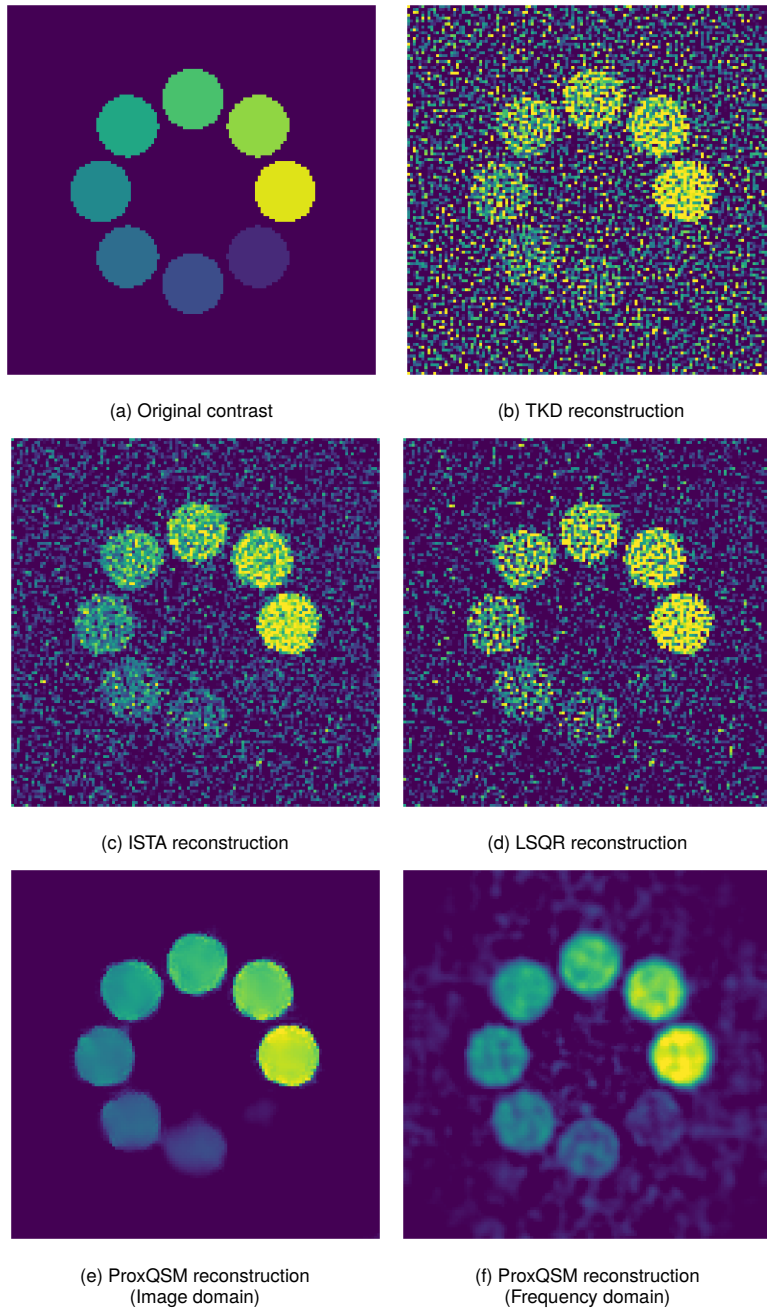 (a) Original contrast
(b) TKD reconstruction
(c) ISTA reconstruction
(d) LSQR reconstruction
(e) ProxQSM reconstruction
(Image domain)
(f) ProxQSM reconstruction
(Frequency domain)